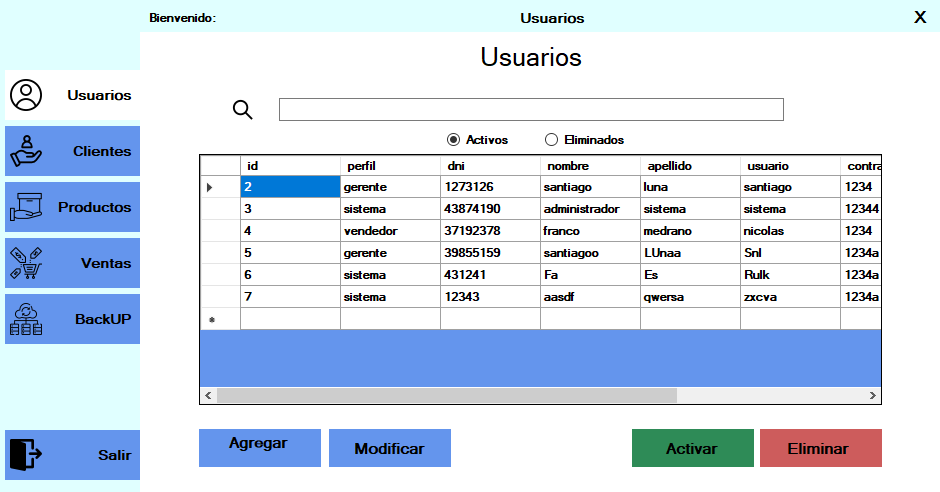 Bienvenido:
Usuarios
X
Usuarios
Usuarios
Clientes
Productos
Ventas
BackUP
Salir
Activos Eliminados
id perfil dni nombre apellido usuario contra
2 gerente 1273126 santiago luna santiago 1234
3 sistema 43874190 administrador sistema sistema 12344
4 vendedor 37192378 franco medrano nicolas 1234
5 gerente 39855159 santiagoo LUnaa Snl 1234a
6 sistema 431241 Fa Es Rulk 1234a
7 sistema 12343 aasdf qwersa zxcva 1234a
*
Agregar Modificar Activar Eliminar